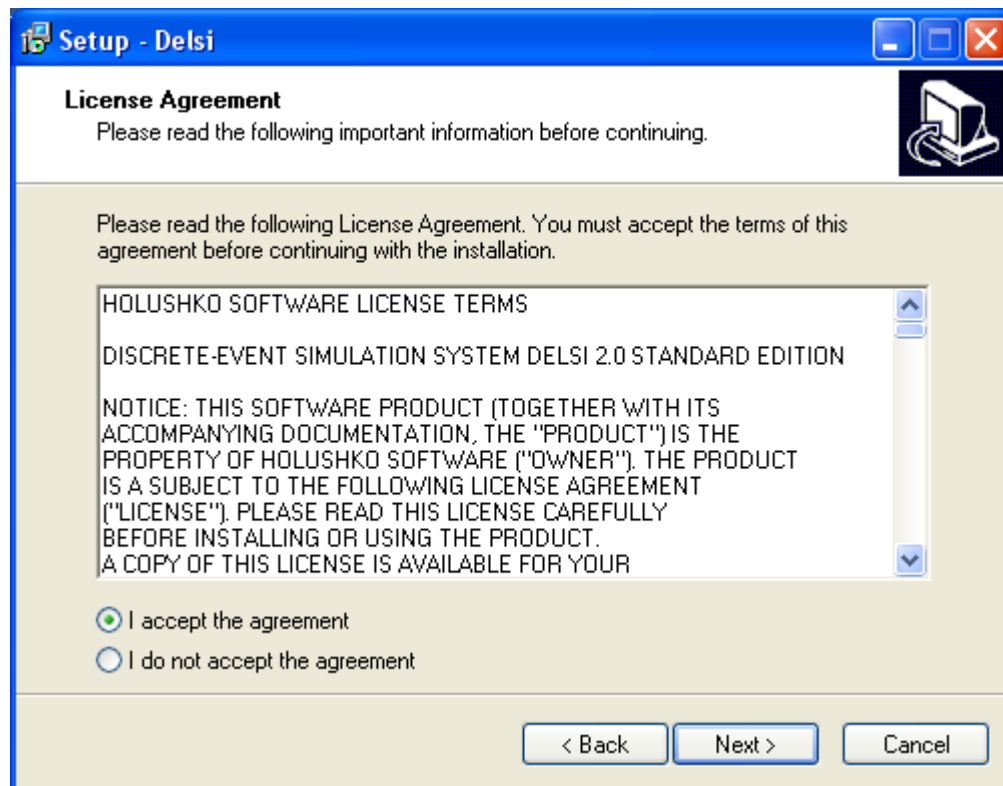 Setup - Delsi
License Agreement
Please read the following important information before continuing.
Please read the following License Agreement. You must accept the terms of this
agreement before continuing with the installation.
HOLUSHKO SOFTWARE LICENSE TERMS
DISCRETE-EVENT SIMULATION SYSTEM DELSI 2.0 STANDARD EDITION
NOTICE: THIS SOFTWARE PRODUCT (TOGETHER WITH ITS
ACCOMPANYING DOCUMENTATION, THE "PRODUCT") IS THE
PROPERTY OF HOLUSHKO SOFTWARE ("OWNER"). THE PRODUCT
IS A SUBJECT TO THE FOLLOWING LICENSE AGREEMENT
("LICENSE"). PLEASE READ THIS LICENSE CAREFULLY
BEFORE INSTALLING OR USING THE PRODUCT.
A COPY OF THIS LICENSE IS AVAILABLE FOR YOUR
I accept the agreement
I do not accept the agreement
< Back
Next >
Cancel